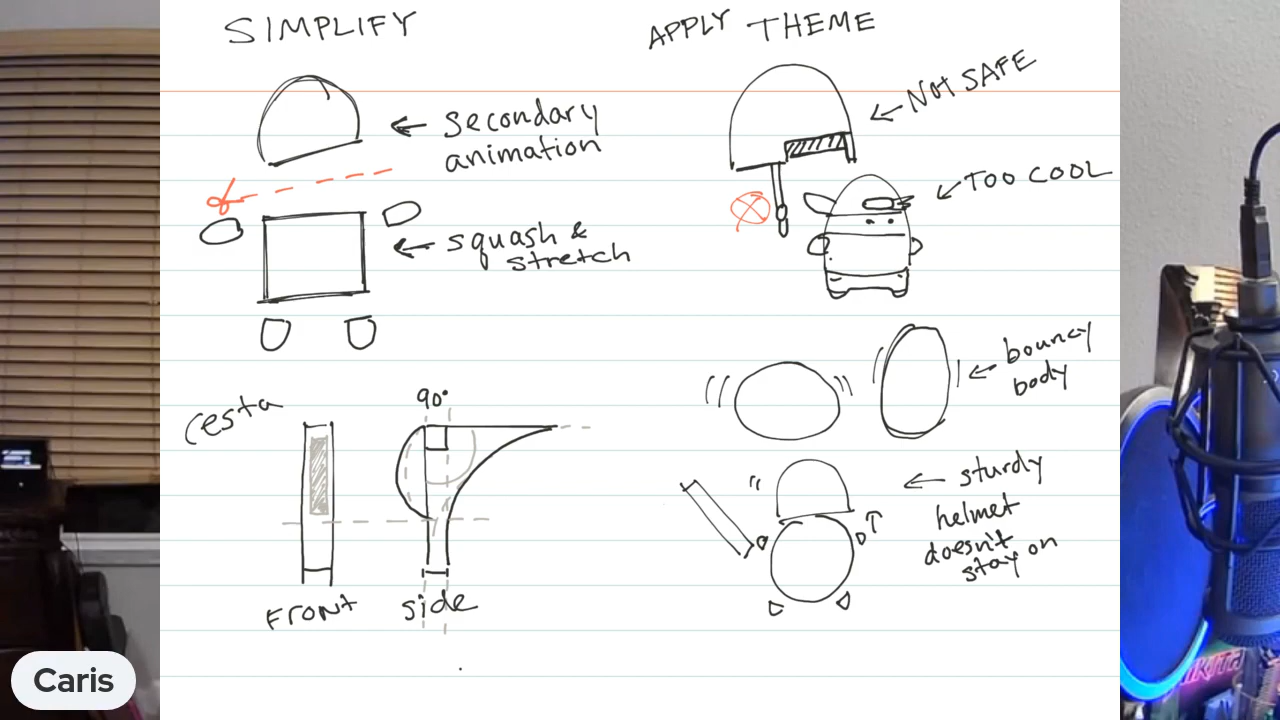 SIMPLIFY
secondary
animation
squash &
stretch
cesta
90°
FRONT
side
APPLY THEME
NOT SAFE
TOO COOL
bouncy
body
sturdy
helmet
doesn't
stay on
Caris